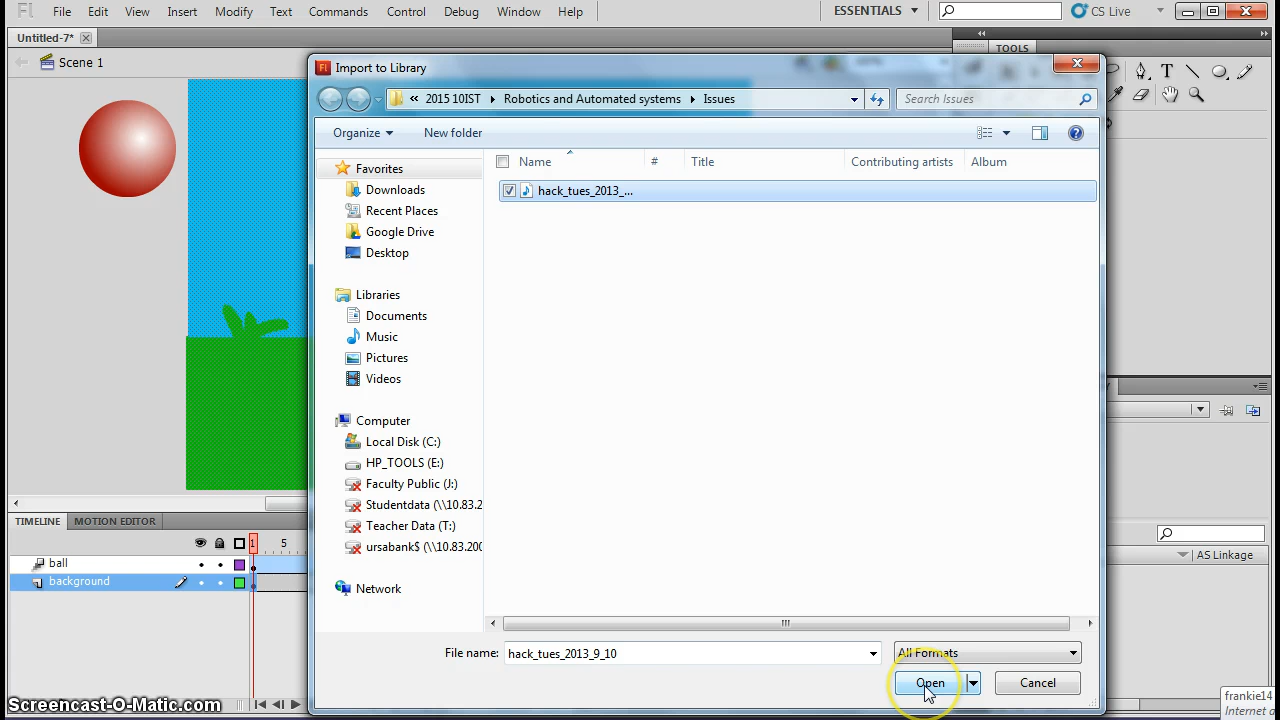 Fl File Edit View Insert Modify Text Commands Control Debug Window Help ESSENTIALS CS Live
Untitled-7*
TOOLS
Scene 1
Import to Library
2015 10IST Robotics and Automated systems Issues Search Issues
Organize New folder
Name # Title Contributing artists Album
hack_tues_2013_...
Favorites
Downloads
Recent Places
Google Drive
Desktop
Libraries
Documents
Music
Pictures
Videos
Computer
Local Disk (C:)
HP_TOOLS (E:)
Faculty Public (J:)
Studentdata (\\10.83.2
Teacher Data (T:)
ursabank$ (\\10.83.200
Network
File name: hack_tues_2013_9_10 All Formats
Open Cancel
TIMELINE MOTION EDITOR
1 5
ball
background
AS Linkage
Screencast-O-Matic.com
frankie14
Internet a